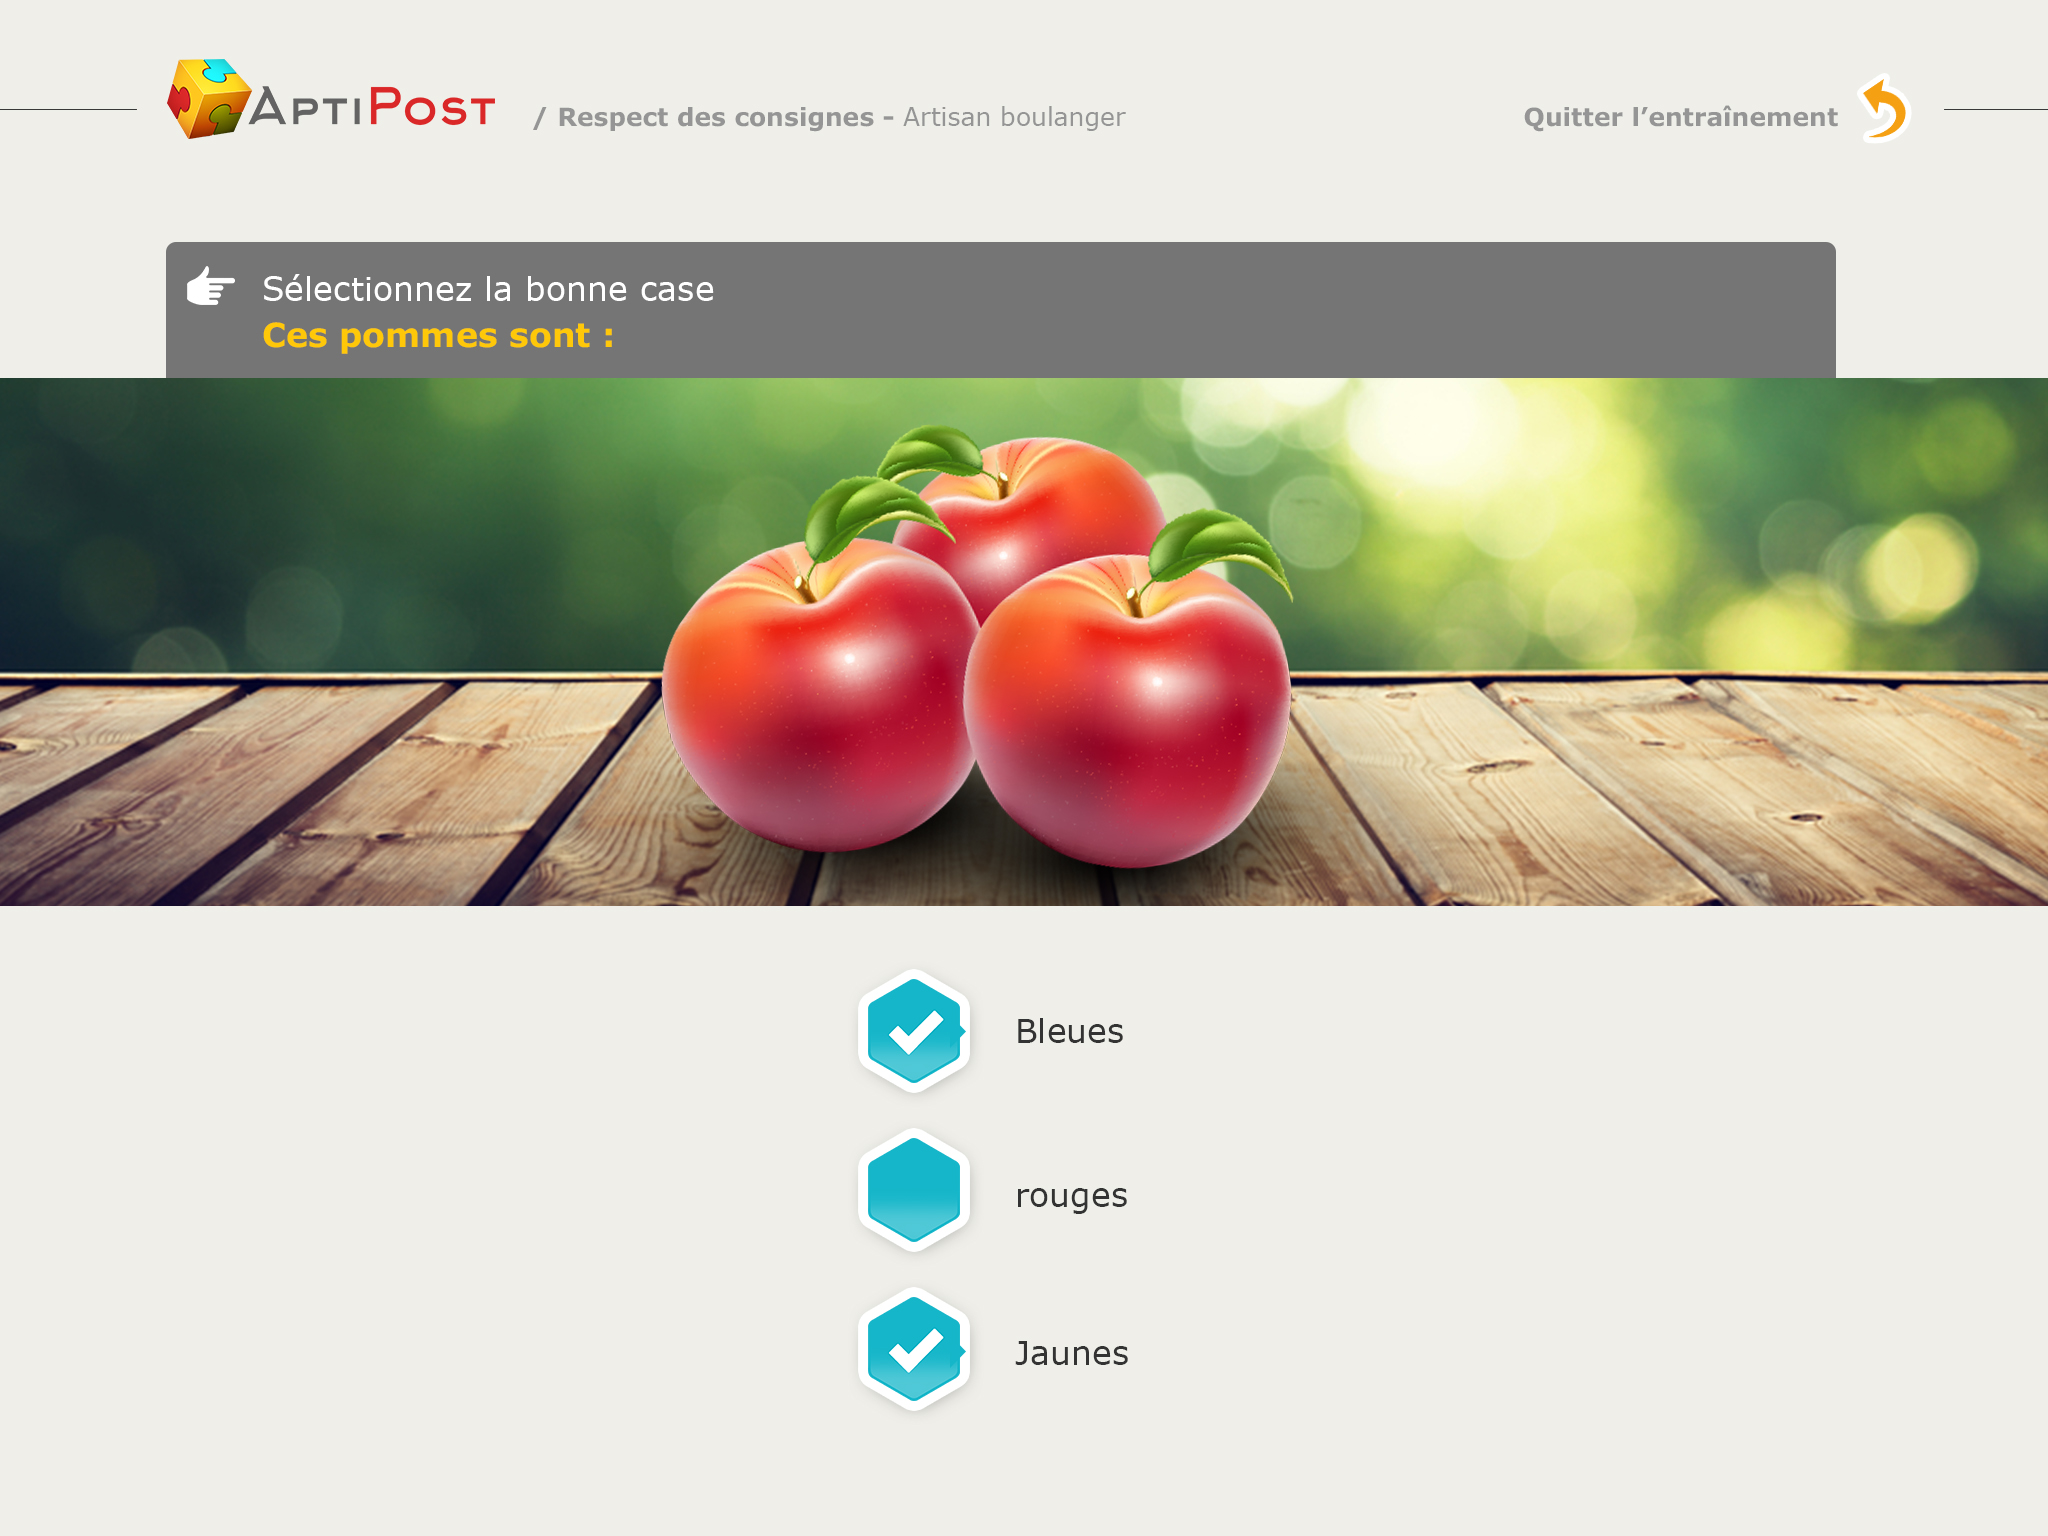 APTIPOST / Respect des consignes - Artisan boulanger
Quitter l’entraînement
Sélectionnez la bonne case
Ces pommes sont :
Bleues
rouges
Jaunes